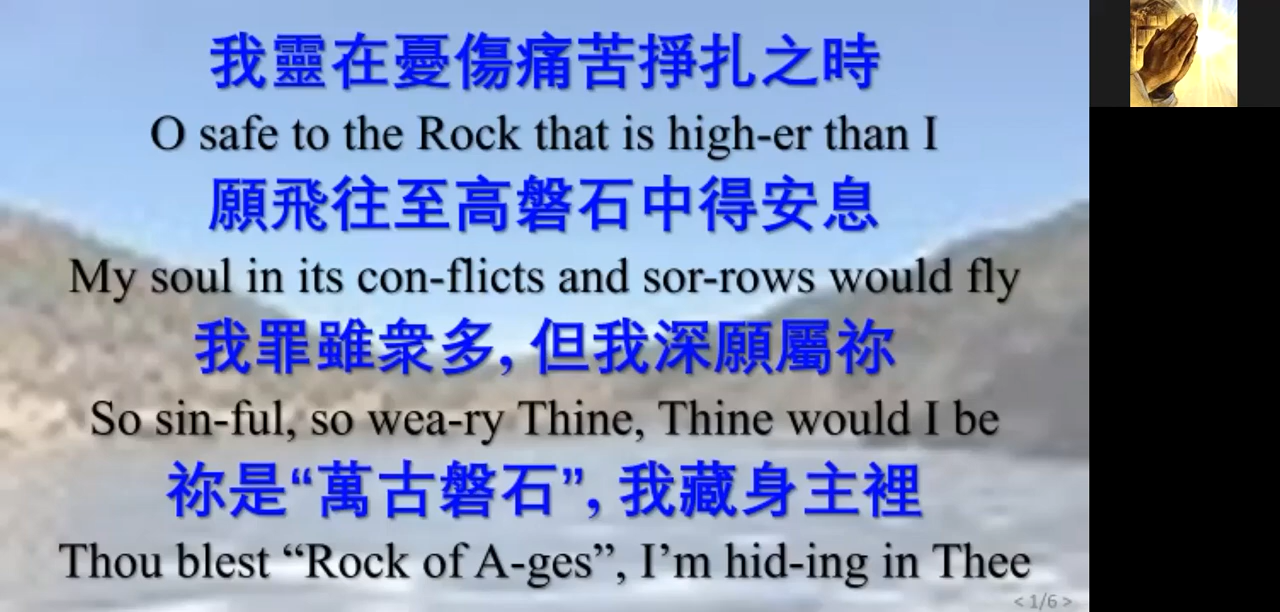 我靈在憂傷痛苦掙扎之時
O safe to the Rock that is high-er than I
願飛往至高磐石中得安息
My soul in its con-flicts and sor-rows would fly
我罪雖衆多, 但我深願屬祢
So sin-ful, so wea-ry Thine, Thine would I be
祢是“萬古磐石”, 我藏身主裡
Thou blest “Rock of A-ges”, I’m hid-ing in Thee
< 1/6 >